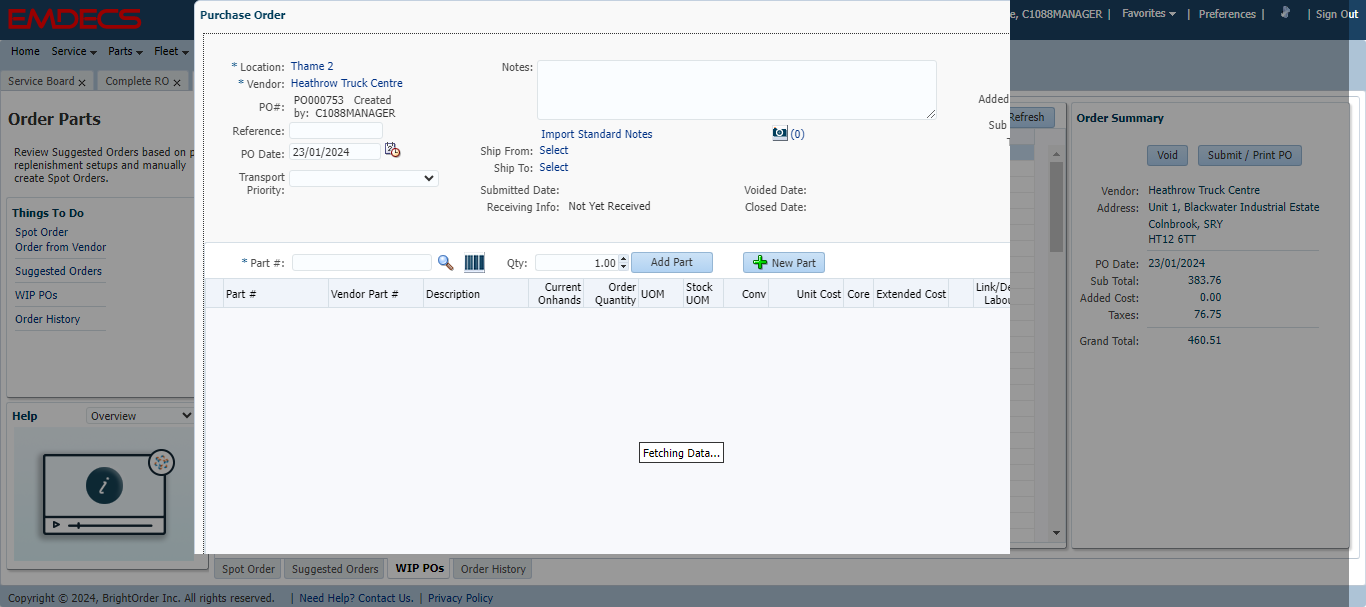 EMDECS
e, C1088MANAGER | Favorites | Preferences | | Sign Out
Home Service Parts Fleet
Service Board x Complete RO x
Order Parts
Review Suggested Orders based on p
replenishment setups and manually
create Spot Orders.
Things To Do
Spot Order
Order from Vendor
Suggested Orders
WIP POs
Order History
Help Overview
Purchase Order
* Location: Thame 2
* Vendor: Heathrow Truck Centre
PO#: PO000753 Created
by: C1088MANAGER
Reference:
PO Date: 23/01/2024
Transport
Priority:
Notes:
Import Standard Notes (0)
Ship From: Select
Ship To: Select
Submitted Date: Voided Date:
Receiving Info: Not Yet Received Closed Date:
Added
Sub
* Part #: Qty: 1.00 Add Part New Part
Part # Vendor Part # Description Current Onhands Order Quantity UOM Stock UOM Conv Unit Cost Core Extended Cost Link/De Labou
Fetching Data...
Refresh
Order Summary
Void Submit / Print PO
Vendor: Heathrow Truck Centre
Address: Unit 1, Blackwater Industrial Estate
Colnbrook, SRY
HT12 6TT
PO Date: 23/01/2024
Sub Total: 383.76
Added Cost: 0.00
Taxes: 76.75
Grand Total: 460.51
Spot Order Suggested Orders WIP POs Order History
Copyright © 2024, BrightOrder Inc. All rights reserved. | Need Help? Contact Us. | Privacy Policy